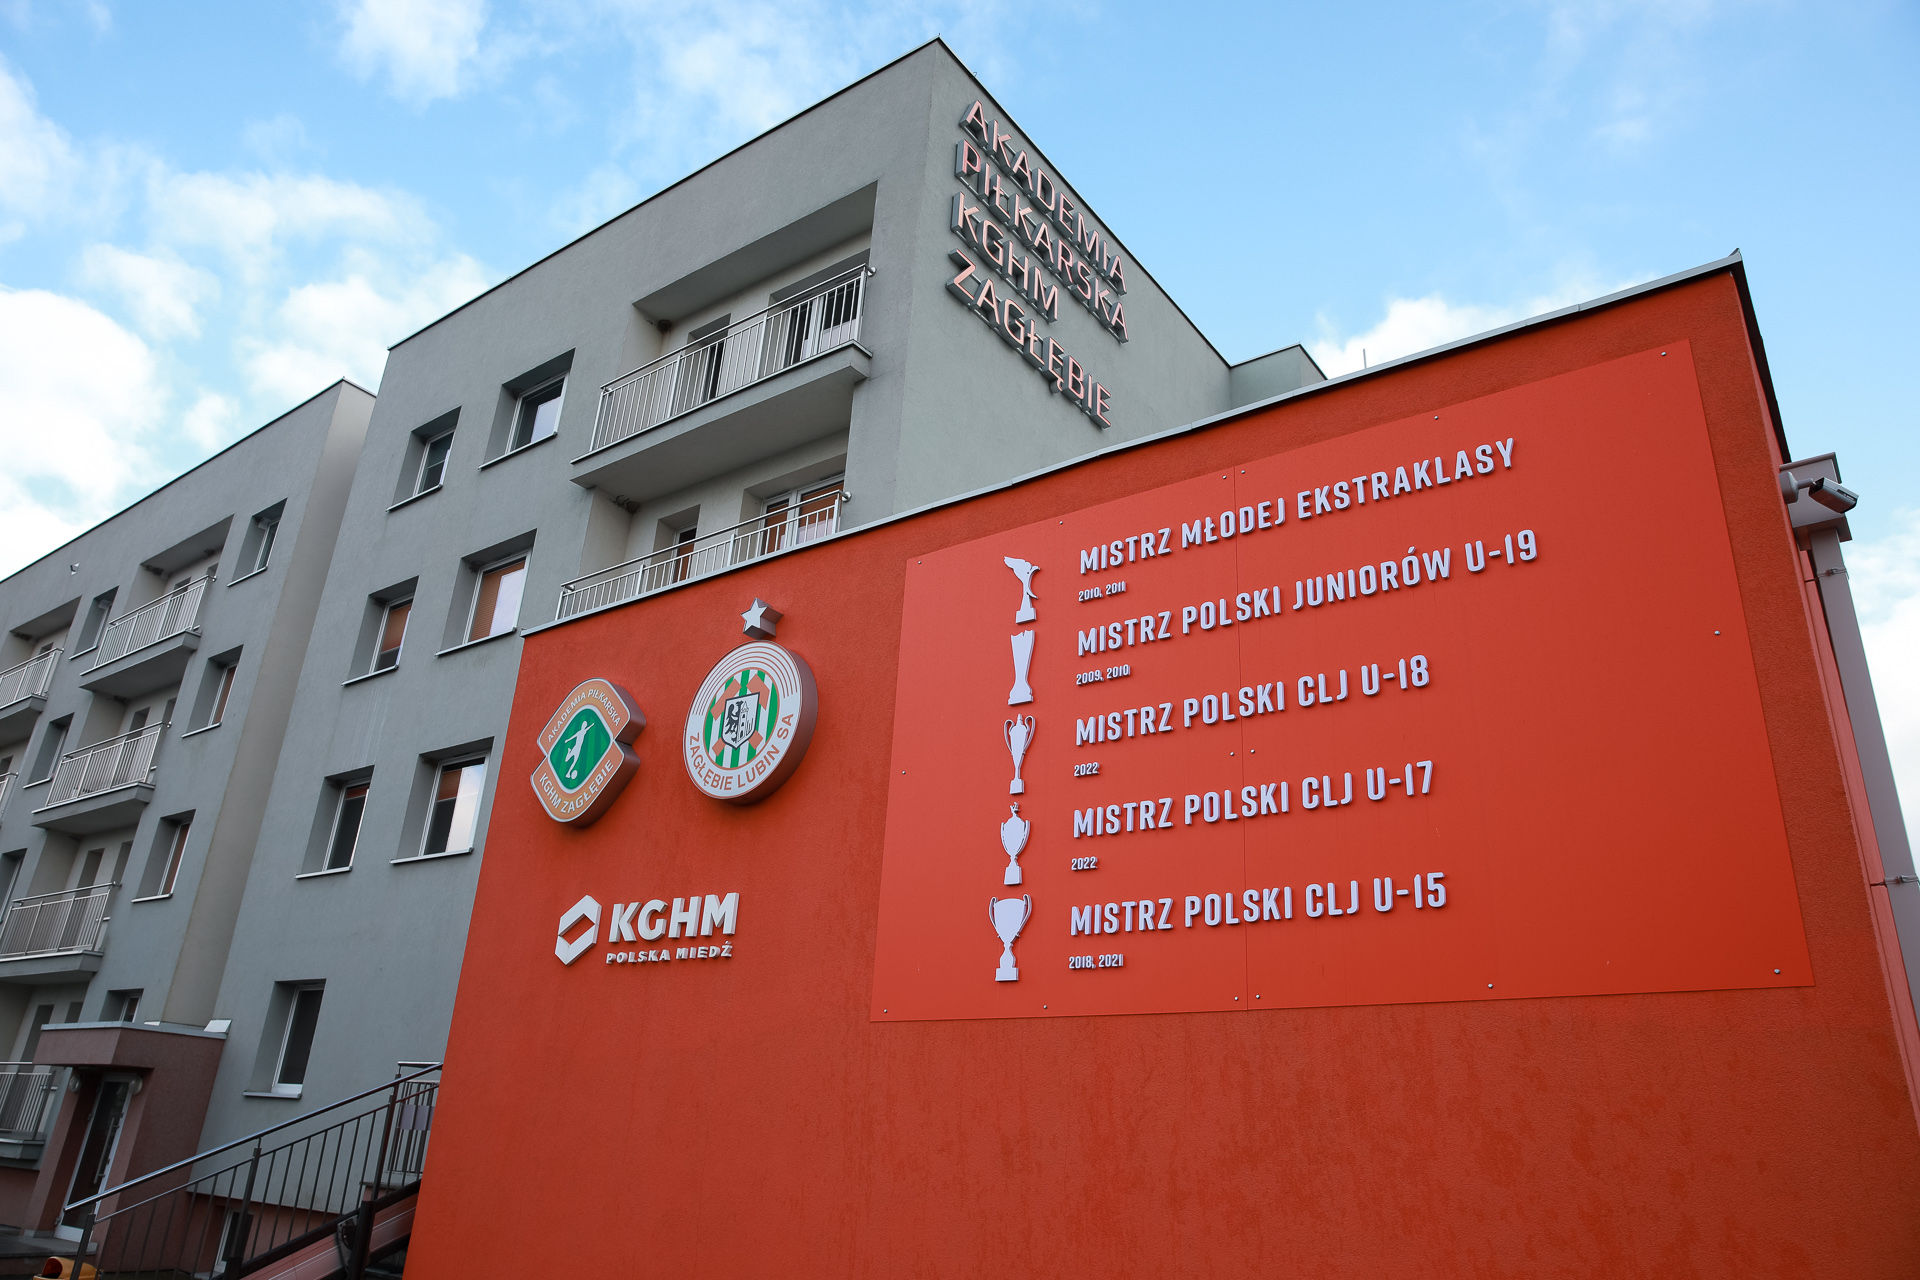 AKADEMIA
PIŁKARSKA
KGHM
ZAGŁĘBIE
MISTRZ MŁODEJ EKSTRAKLASY
2010, 2011
MISTRZ POLSKI JUNIORÓW U-19
2009, 2010
MISTRZ POLSKI CLJ U-18
2022
MISTRZ POLSKI CLJ U-17
2022
MISTRZ POLSKI CLJ U-15
2018, 2021
AKADEMIA PIŁKARSKA
KGHM ZAGŁĘBIE
ZAGŁĘBIE LUBIN SA
KGHM
POLSKA MIEDŹ